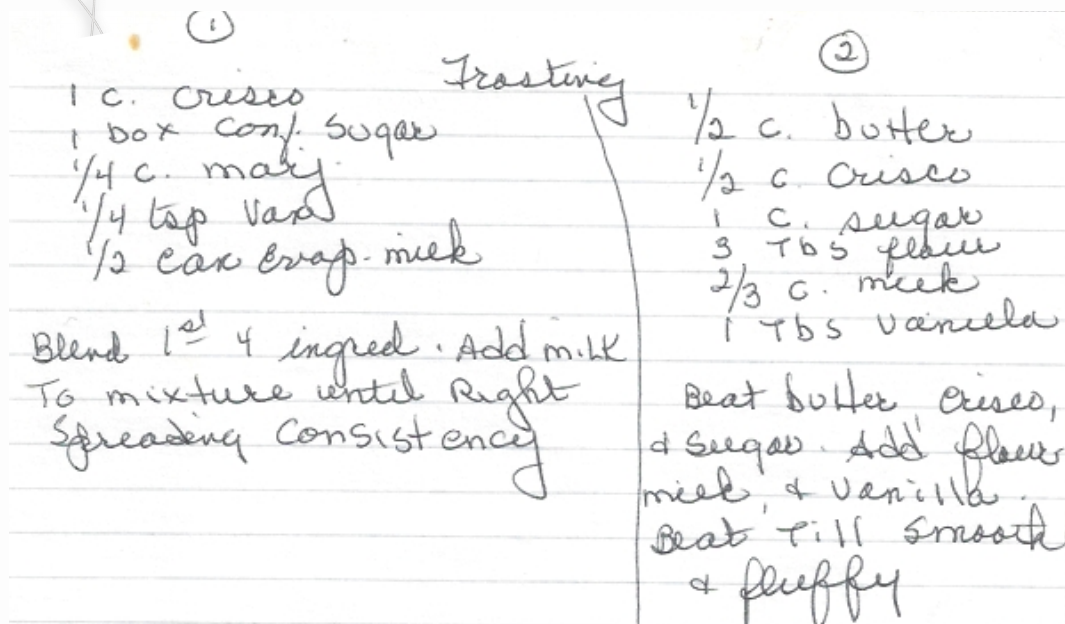 Frosting
①
1 c. crisco
1 box conf. sugar
1/4 c. marj.
1/4 tsp Van
1/2 can Evap. milk
Blend 1st 4 ingred. Add milk
To mixture until Right
Spreading Consistency
②
1/2 c. butter
1/2 c Crisco
1 c. sugar
3 Tbs flour
2/3 c. milk
1 Tbs Vanilla
Beat butter, Crisco,
& sugar. Add flour
milk, & vanilla.
Beat Till Smooth
& fluffy